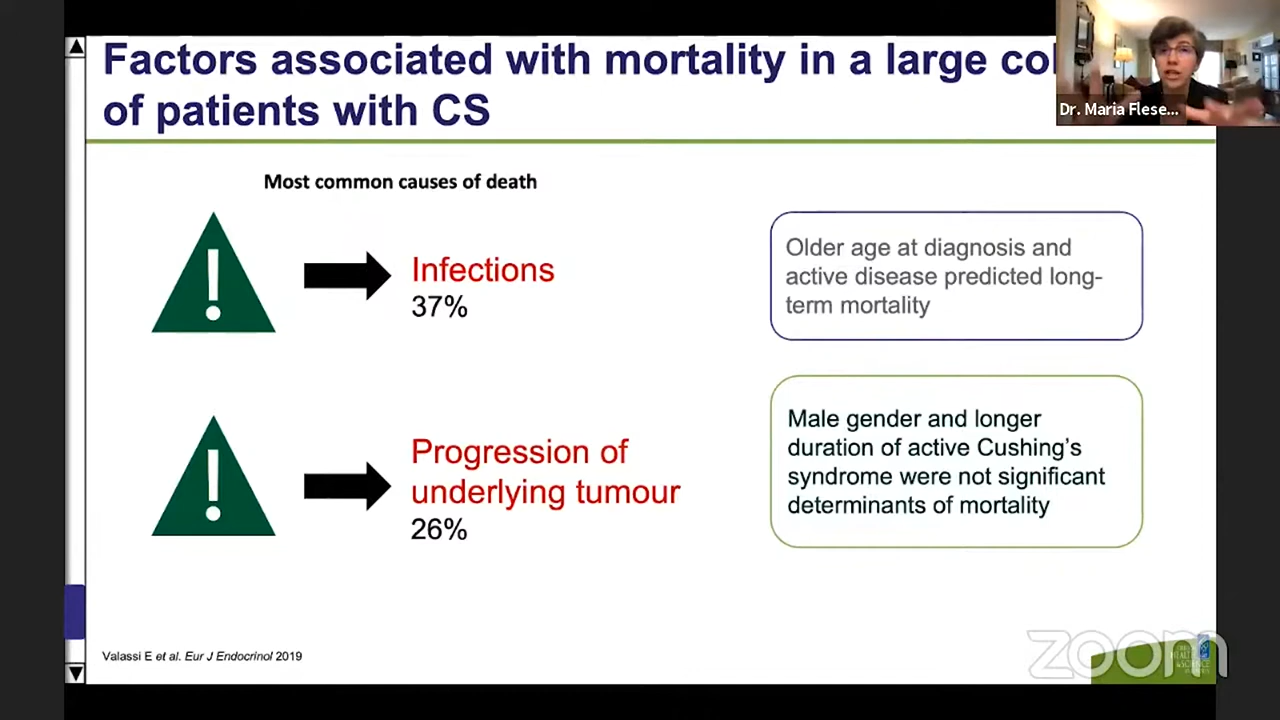 Factors associated with mortality in a large co
of patients with CS
Dr. Maria Flese...
Most common causes of death
Infections
37%
Older age at diagnosis and
active disease predicted long-
term mortality
Progression of
underlying tumour
26%
Male gender and longer
duration of active Cushing's
syndrome were not significant
determinants of mortality
Valassi E et al. Eur J Endocrinol 2019
zoom
HEALTH
& SCIENCE